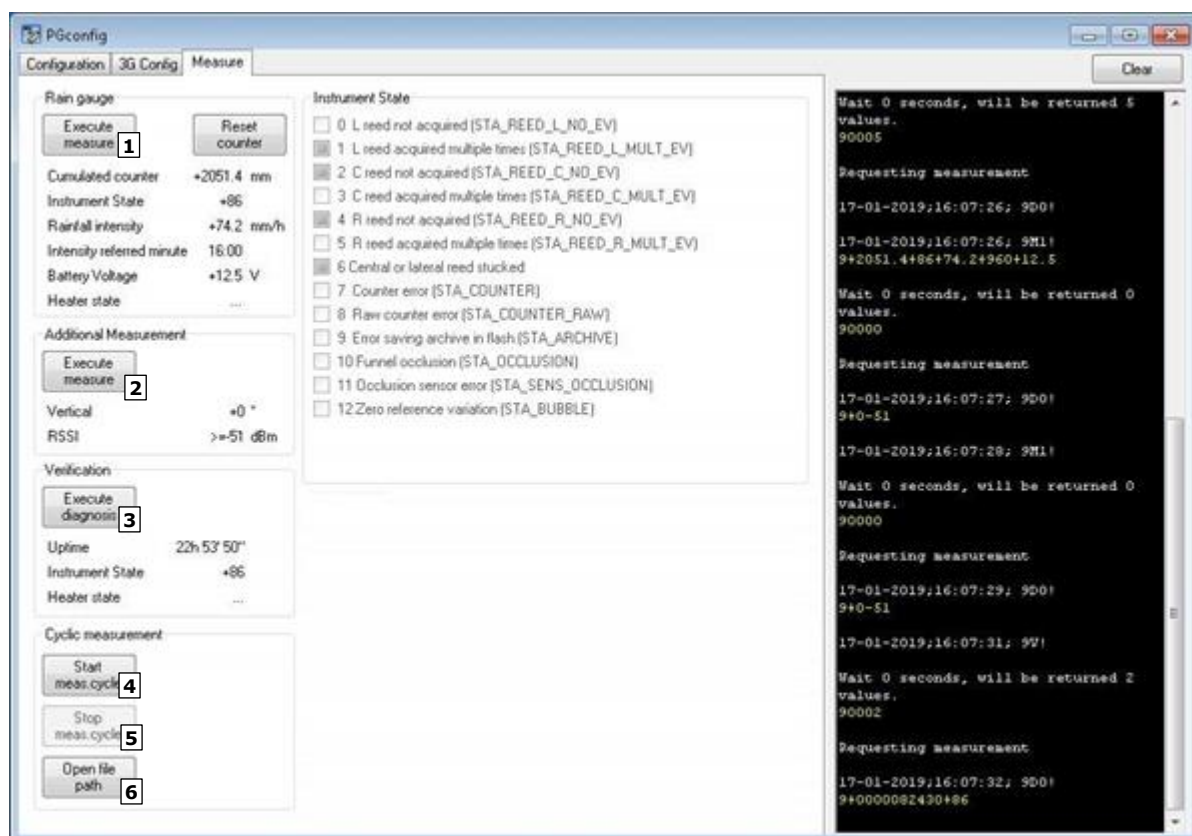 PGconfig
Configuration 3G Config Measure
Clear
Rain gauge
Execute measure 1
Reset counter
Cumulated counter +2051.4 mm
Instrument State +86
Rainfall intensity +74.2 mm/h
Intensity referred minute 16:00
Battery Voltage +12.5 V
Heater state ...
Additional Measurement
Execute measure 2
Vertical +0 °
RSSI >=-51 dBm
Verification
Execute diagnosis 3
Uptime 22h 53' 50"
Instrument State +86
Heater state ...
Cyclic measurement
Start meas.cycle 4
Stop meas.cycle 5
Open file path 6
Instrument State
0 L reed not acquired (STA_REED_L_NO_EV)
1 L reed acquired multiple times (STA_REED_L_MULT_EV)
2 C reed not acquired (STA_REED_C_NO_EV)
3 C reed acquired multiple times (STA_REED_C_MULT_EV)
4 R reed not acquired (STA_REED_R_NO_EV)
5 R reed acquired multiple times (STA_REED_R_MULT_EV)
6 Central or lateral reed stucked
7 Counter error (STA_COUNTER)
8 Raw counter error (STA_COUNTER_RAW)
9 Error saving archive in flash (STA_ARCHIVE)
10 Funnel occlusion (STA_OCCLUSION)
11 Occlusion sensor error (STA_SENS_OCCLUSION)
12 Zero reference variation (STA_BUBBLE)
Wait 0 seconds, will be returned 5
values.
90005
Requesting measurement
17-01-2019;16:07:26; 9D0!
17-01-2019;16:07:26; 9M1!
9+2051.4+86+74.2+960+12.5
Wait 0 seconds, will be returned 0
values.
90000
Requesting measurement
17-01-2019;16:07:27; 9D0!
9+0-51
17-01-2019;16:07:28; 9M1!
Wait 0 seconds, will be returned 0
values.
90000
Requesting measurement
17-01-2019;16:07:29; 9D0!
9+0-51
17-01-2019;16:07:31; 9V!
Wait 0 seconds, will be returned 2
values.
90002
Requesting measurement
17-01-2019;16:07:32; 9D0!
9+0000082430+86